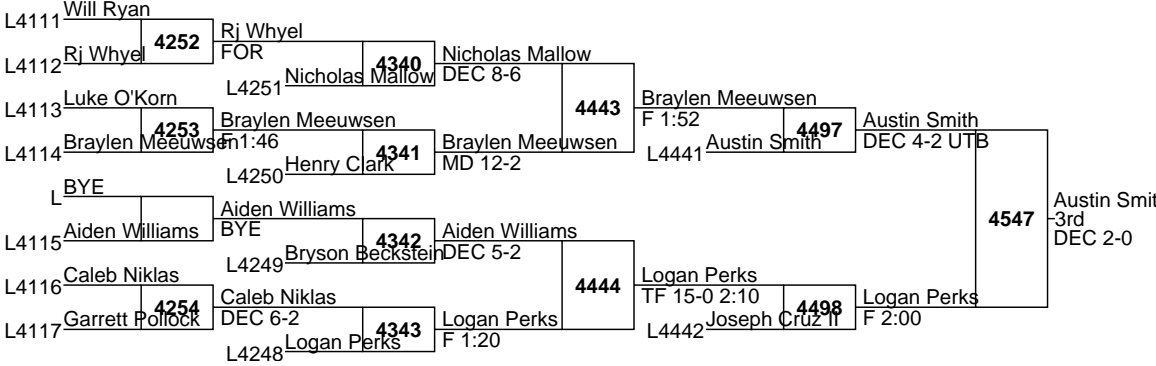 L4111 Will Ryan
4252
L4112 Rj Whyel
L4113 Luke O'Korn
4253
L4114 Braylen Meeuwsen
L BYE
L4115 Aiden Williams
L4116 Caleb Niklas
4254
L4117 Garrett Pollock
Rj Whyel
FOR
4340
L4251 Nicholas Mallow
Braylen Meeuwsen
F 1:46
4341
L4250 Henry Clark
Aiden Williams
BYE
4342
L4249 Bryson Beckstein
Caleb Niklas
DEC 6-2
4343
L4248 Logan Perks
Nicholas Mallow
DEC 8-6
4443
Braylen Meeuwsen
MD 12-2
Aiden Williams
DEC 5-2
4444
Logan Perks
F 1:20
Braylen Meeuwsen
F 1:52
4497
L4441 Austin Smith
Logan Perks
TF 15-0 2:10
4498
L4442 Joseph Cruz II
Austin Smith
DEC 4-2 UTB
4547
Logan Perks
F 2:00
Austin Smit
3rd
DEC 2-0